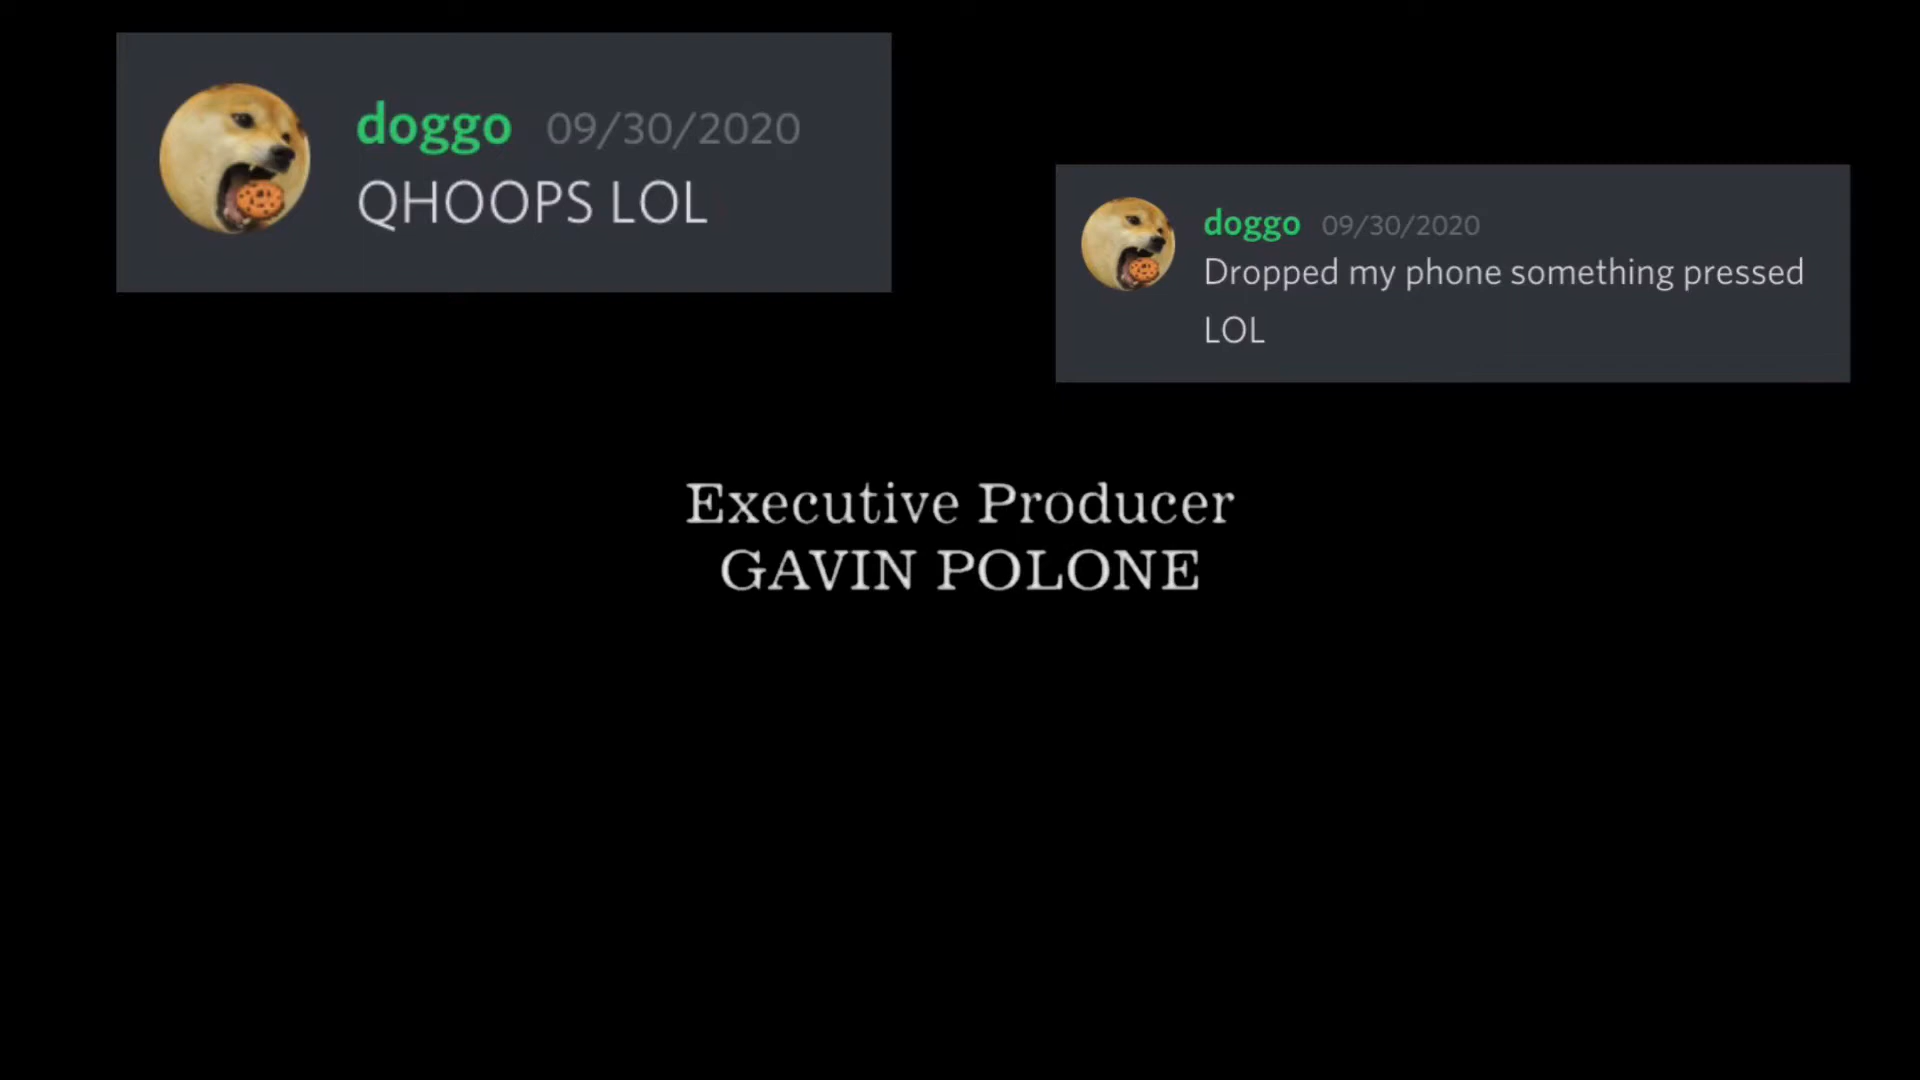 doggo 09/30/2020
QHOOPS LOL
doggo 09/30/2020
Dropped my phone something pressed
LOL
Executive Producer
GAVIN POLONE